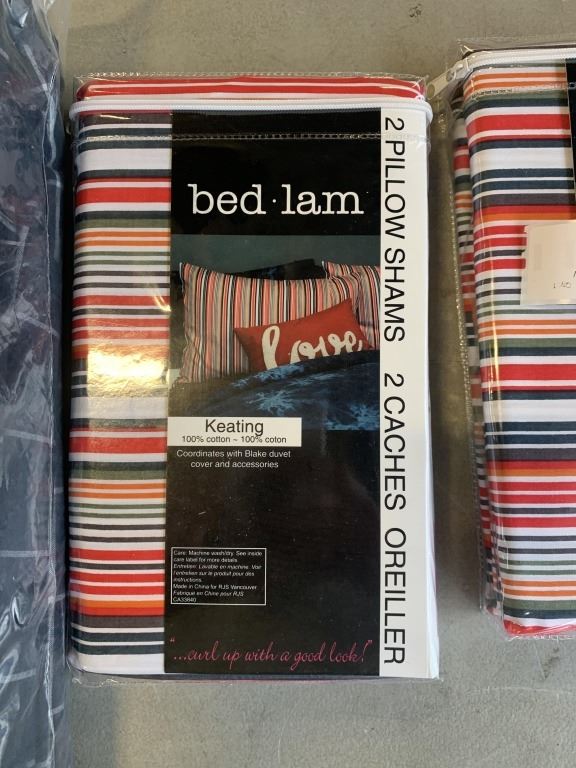 bed·lam
love
Keating
100% cotton ~ 100% coton
Coordinates with Blake duvet
cover and accessories
Care: Machine wash/dry. See inside
care label for more details.
Entretien: Lavable en machine. Voir
l'entretien sur le produit pour des
instructions.
Made in China for RJS Vancouver
Fabrique en Chine pour RJS
CA33640
"...curl up with a good look!"
2 PILLOW SHAMS 2 CACHES OREILLER